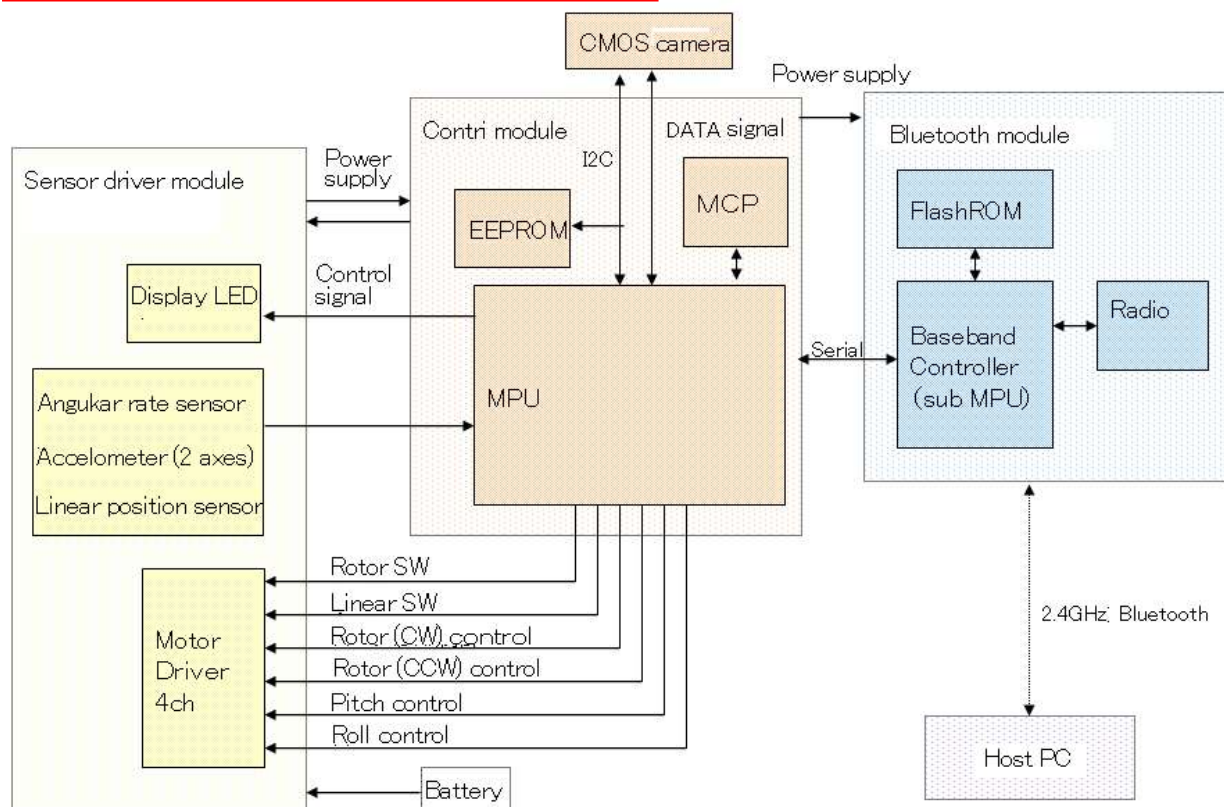 CMOS camera
Power supply
Contri module
DATA signal
Bluetooth module
I2C
Power
supply
Sensor driver module
MCP
FlashROM
EEPROM
Control
signal
Display LED
Baseband
Controller
(sub MPU)
Radio
Serial
MPU
Angukar rate sensor
Accelometer (2 axes)
Linear position sensor
Rotor SW
Linear SW
Rotor (CW) control
Rotor (CCW) control
Pitch control
Roll control
Motor
Driver
4ch
2.4GHz; Bluetooth
Host PC
Battery